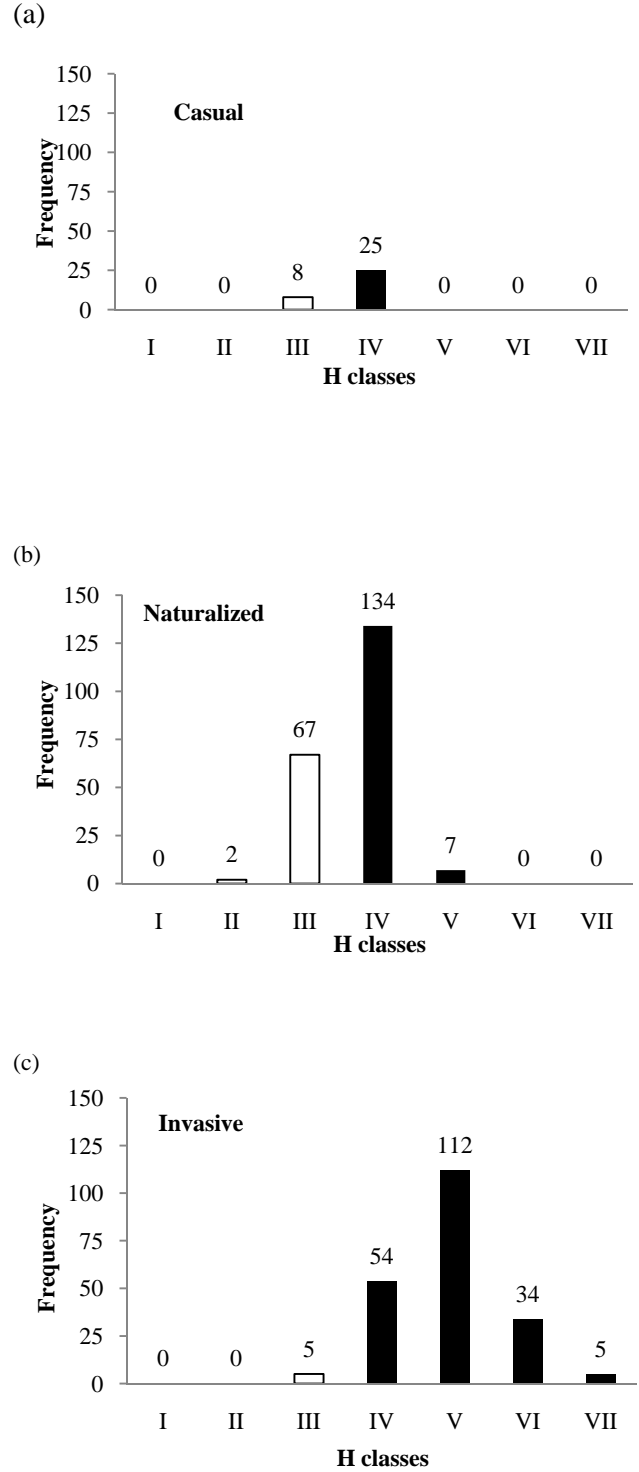 (a)
150
125
100
75
50
25
0
Frequency
Casual
0 0 8 25 0 0 0
I II III IV V VI VII
H classes
(b)
150
125
100
75
50
25
0
Frequency
Naturalized
0 2 67 134 7 0 0
I II III IV V VI VII
H classes
(c)
150
125
100
75
50
25
0
Frequency
Invasive
0 0 5 54 112 34 5
I II III IV V VI VII
H classes